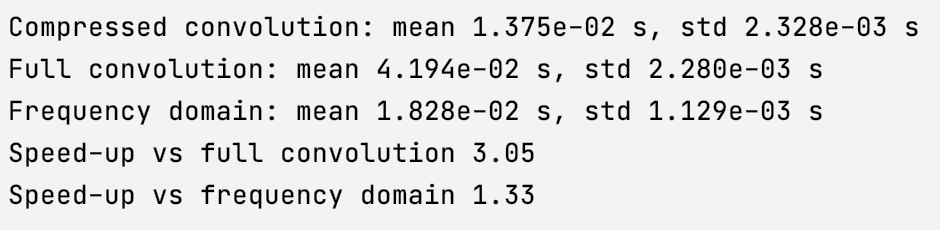 Compressed convolution: mean 1.375e-02 s, std 2.328e-03 s
Full convolution: mean 4.194e-02 s, std 2.280e-03 s
Frequency domain: mean 1.828e-02 s, std 1.129e-03 s
Speed-up vs full convolution 3.05
Speed-up vs frequency domain 1.33